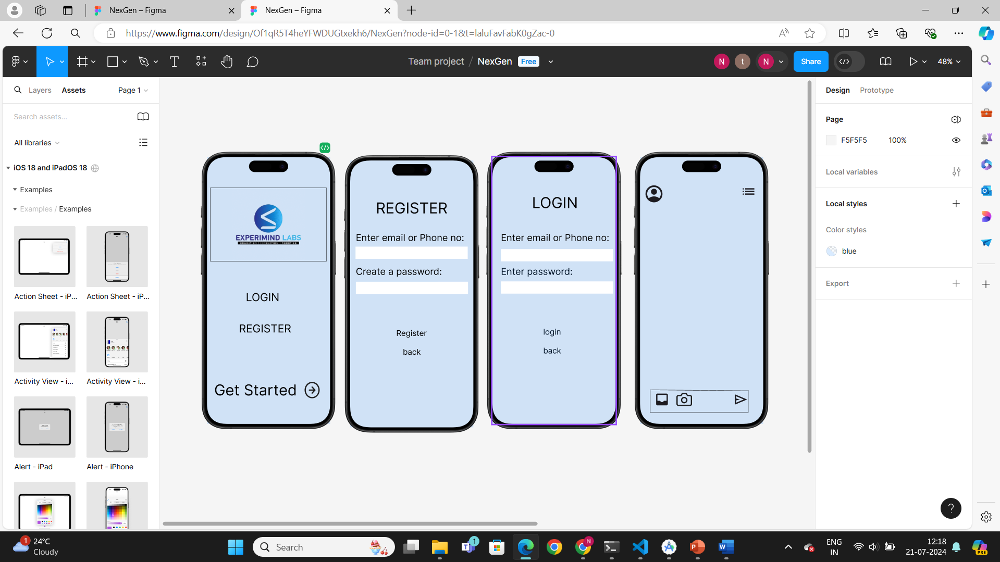 NexGen – Figma
NexGen – Figma
https://www.figma.com/design/Of1qR5T4heYFWDUGtxekh6/NexGen?node-id=0-1&t=laluFavFabK0gZac-0
Team project / NexGen Free
N t N
Share
48%
Layers Assets Page 1
Search assets...
All libraries
iOS 18 and iPadOS 18
Examples
Examples / Examples
Action Sheet - iP... Action Sheet - iP...
Activity View - i... Activity View - i...
Alert - iPad Alert - iPhone
EXPERIMIND LABS
EDUCATION | INNOVATION | ROBOTICS
LOGIN
REGISTER
Get Started
REGISTER
Enter email or Phone no:
Create a password:
Register
back
LOGIN
Enter email or Phone no:
Enter password:
login
back
Design Prototype
Page
F5F5F5 100%
Local variables
Local styles
Color styles
blue
Export
?
1
24°C
Cloudy
Search
1
N
ENG
IN
12:18
21-07-2024
PRE